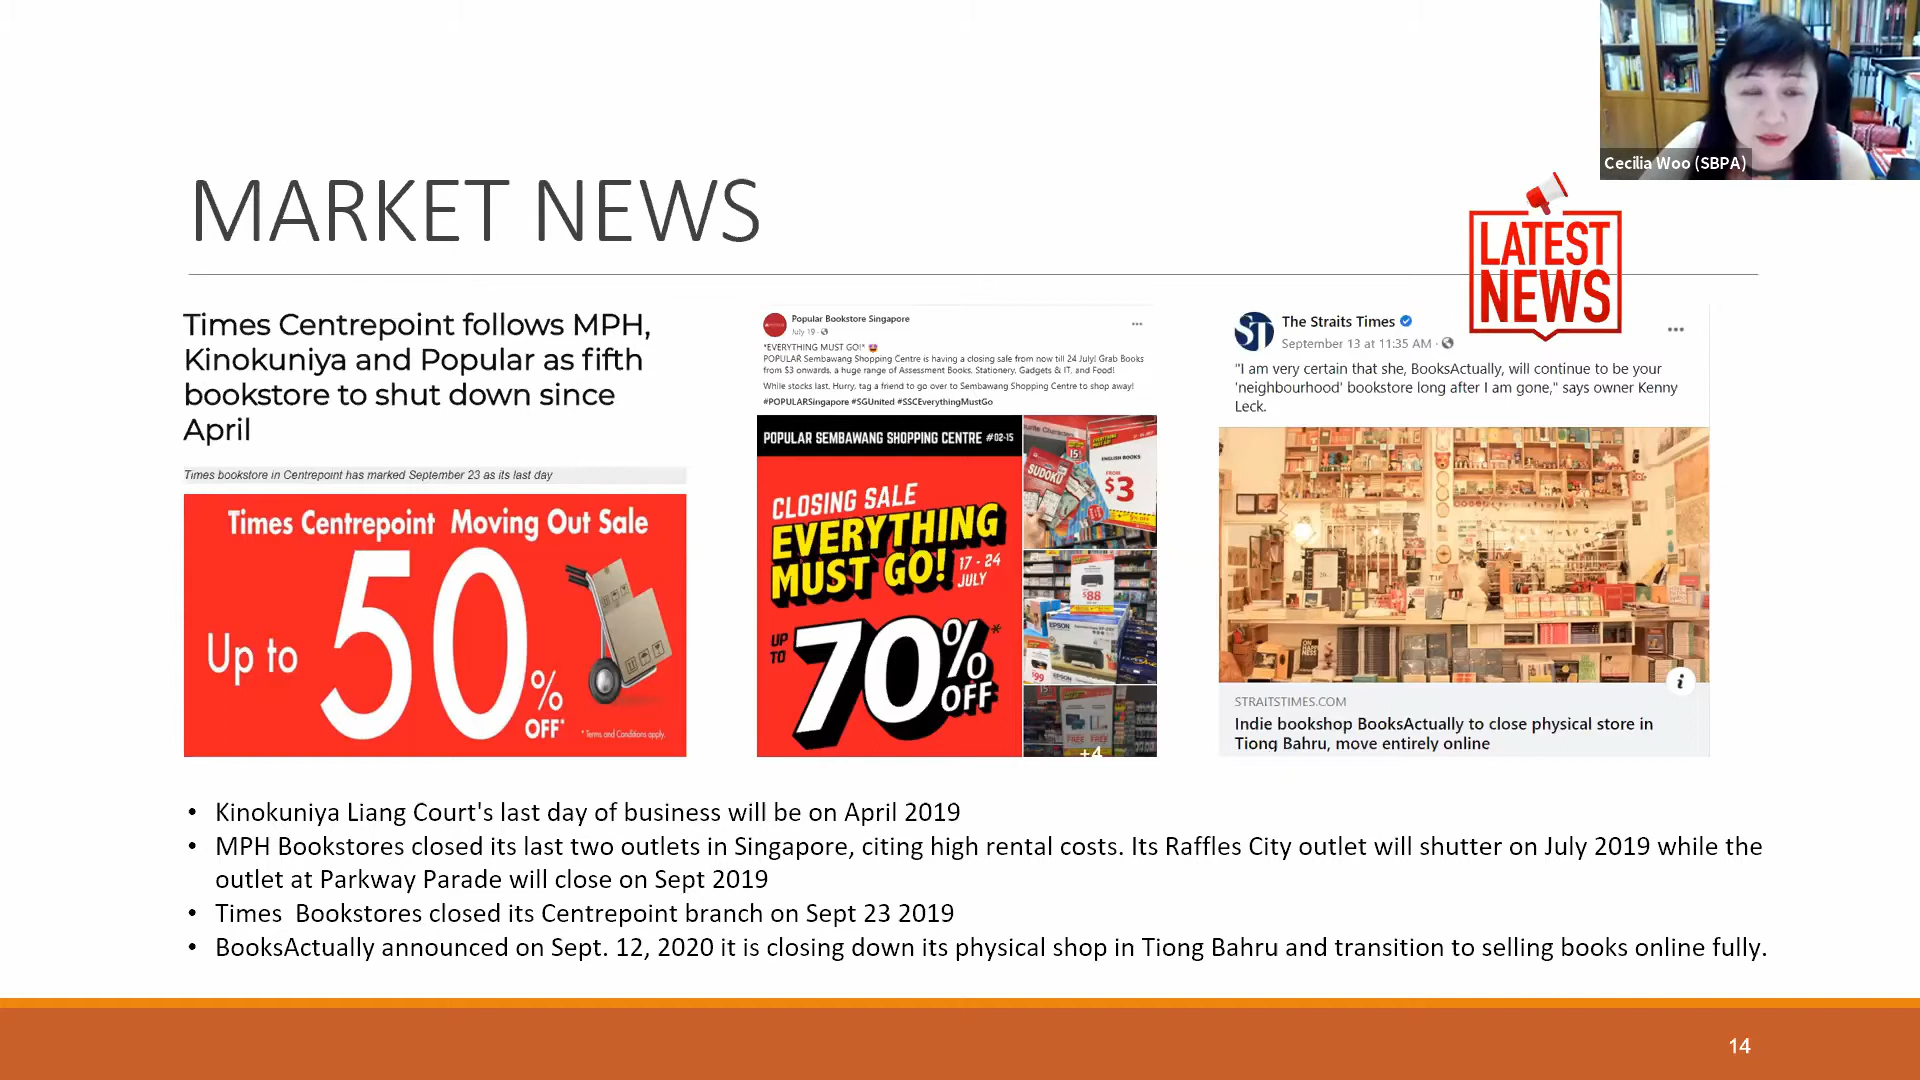 Cecilia Woo (SBPA)
MARKET NEWS
LATEST
NEWS
Times Centrepoint follows MPH,
Kinokuniya and Popular as fifth
bookstore to shut down since
April
Times bookstore in Centrepoint has marked September 23 as its last day
Times Centrepoint Moving Out Sale
Up to 50% OFF*
* Terms and Conditions apply.
Popular Bookstore Singapore
July 19
*EVERYTHING MUST GO!*
POPULAR Sembawang Shopping Centre is having a closing sale from now till 24 July! Grab Books
from $3 onwards, a huge range of Assessment Books, Stationery, Gadgets & IT, and Food!
While stocks last. Hurry, tag a friend to go over to Sembawang Shopping Centre to shop away!
#POPULARSingapore #SGUnited #SSCEverythingMustGo
POPULAR SEMBAWANG SHOPPING CENTRE #02-15
CLOSING SALE
EVERYTHING
MUST GO!
17 - 24
JULY
UP
TO
70%*
OFF
SUDOKU
ENGLISH BOOKS
FROM
$3
$88
EPSON
$99
EPSON
+4
ST
The Straits Times
September 13 at 11:35 AM
"I am very certain that she, BooksActually, will continue to be your
'neighbourhood' bookstore long after I am gone," says owner Kenny
Leck.
STRAITSTIMES.COM
Indie bookshop BooksActually to close physical store in
Tiong Bahru, move entirely online
• Kinokuniya Liang Court's last day of business will be on April 2019
• MPH Bookstores closed its last two outlets in Singapore, citing high rental costs. Its Raffles City outlet will shutter on July 2019 while the
outlet at Parkway Parade will close on Sept 2019
• Times  Bookstores closed its Centrepoint branch on Sept 23 2019
• BooksActually announced on Sept. 12, 2020 it is closing down its physical shop in Tiong Bahru and transition to selling books online fully.
14